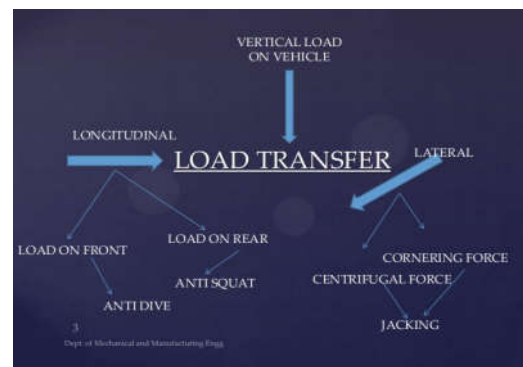 VERTICAL LOAD
ON VEHICLE
LONGITUDINAL
LOAD TRANSFER
LATERAL
LOAD ON FRONT
LOAD ON REAR
CORNERING FORCE
ANTI SQUAT
CENTRIFUGAL FORCE
ANTI DIVE
JACKING
3
Dept of Mechanical and Manufacturing Engg